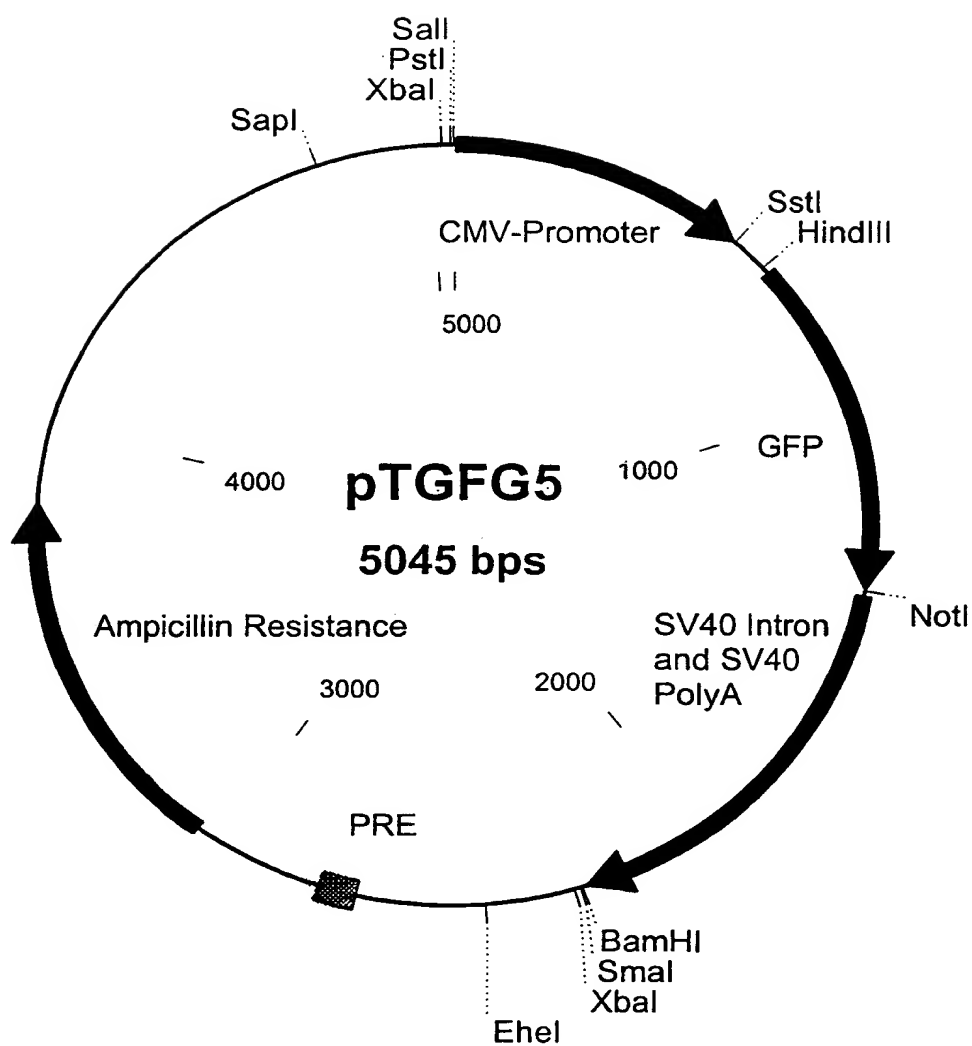 SalI
PstI
XbaI
SapI
SstI
HindIII
CMV-Promoter
5000
GFP
1000
4000
pTGFG5
5045 bps
NotI
Ampicillin Resistance
SV40 Intron
and SV40
PolyA
3000
2000
PRE
BamHI
SmaI
XbaI
EheI